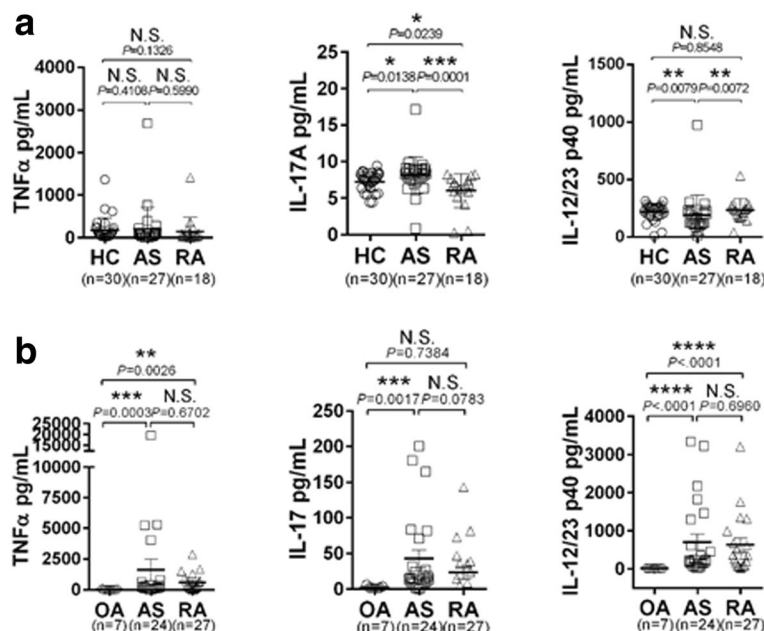 a
N.S.
P=0.1326
N.S. N.S.
P=0.4108 P=0.5990
TNFα pg/mL
4000
3000
2000
1000
0
HC AS RA
(n=30)(n=27)(n=18)
*
P=0.0239
* ***
P=0.0138 P=0.0001
IL-17A pg/mL
25
20
15
10
5
0
HC AS RA
(n=30)(n=27)(n=18)
N.S.
P=0.8548
** **
P=0.0079 P=0.0072
IL-12/23 p40 pg/mL
1500
1000
500
0
HC AS RA
(n=30)(n=27)(n=18)
b
**
P=0.0026
*** N.S.
P=0.0003 P=0.6702
TNFα pg/mL
25000
20000
15000
10000
7500
5000
2500
0
OA AS RA
(n=7)(n=24)(n=27)
N.S.
P=0.7384
*** N.S.
P=0.0017 P=0.0783
IL-17 pg/mL
250
200
150
100
50
0
OA AS RA
(n=7)(n=24)(n=27)
****
P<.0001
**** N.S.
P<.0001 P=0.6960
IL-12/23 p40 pg/mL
4000
3000
2000
1000
0
OA AS RA
(n=7)(n=24)(n=27)